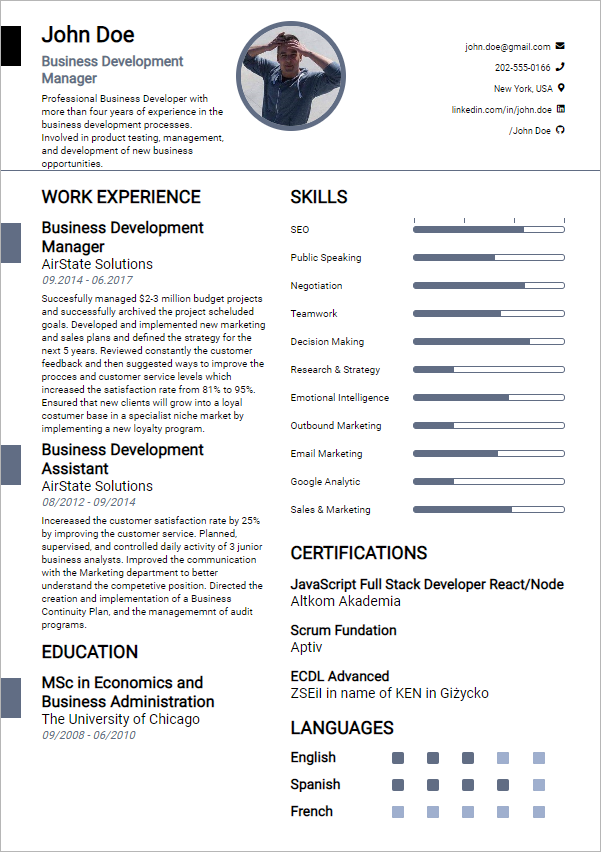 John Doe
Business Development
Manager
Professional Business Developer with
more than four years of experience in the
business development processes.
Involved in product testing, management,
and development of new business
opportunities.
john.doe@gmail.com
202-555-0166
New York, USA
linkedin.com/in/john.doe
/John Doe
WORK EXPERIENCE
Business Development
Manager
AirState Solutions
09.2014 - 06.2017
Succesfully managed $2-3 million budget projects
and successfully archived the project scheluded
goals. Developed and implemented new marketing
and sales plans and defined the strategy for the
next 5 years. Reviewed constantly the customer
feedback and then suggested ways to improve the
procces and customer service levels which
increased the satisfaction rate from 81% to 95%.
Ensured that new clients will grow into a loyal
costumer base in a specialist niche market by
implementing a new loyalty program.
Business Development
Assistant
AirState Solutions
08/2012 - 09/2014
Incereased the customer satisfaction rate by 25%
by improving the customer service. Planned,
supervised, and controlled daily activity of 3 junior
business analysts. Improved the communication
with the Marketing department to better
understand the competetive position. Directed the
creation and implementation of a Business
Continuity Plan, and the managememnt of audit
programs.
EDUCATION
MSc in Economics and
Business Administration
The University of Chicago
09/2008 - 06/2010
SKILLS
SEO
Public Speaking
Negotiation
Teamwork
Decision Making
Research & Strategy
Emotional Intelligence
Outbound Marketing
Email Marketing
Google Analytic
Sales & Marketing
CERTIFICATIONS
JavaScript Full Stack Developer React/Node
Altkom Akademia
Scrum Fundation
Aptiv
ECDL Advanced
ZSEiI in name of KEN in Giżycko
LANGUAGES
English
Spanish
French